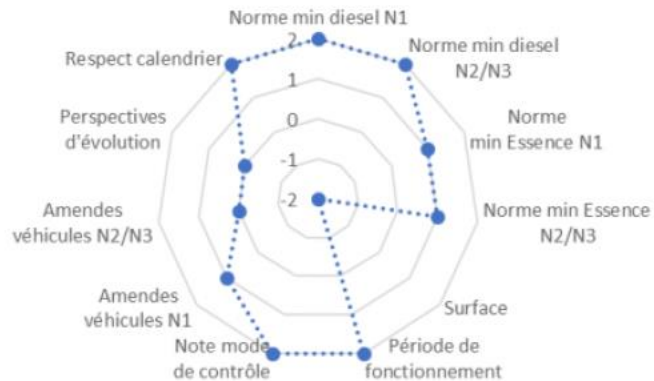 Norme min diesel N1
2
Respect calendrier
Norme min diesel
N2/N3
1
Perspectives
d'évolution
0
Norme
min Essence N1
-1
-2
Amendes
véhicules N2/N3
Norme min Essence
N2/N3
Amendes
véhicules N1
Surface
Note mode
de contrôle
Période de
fonctionnement